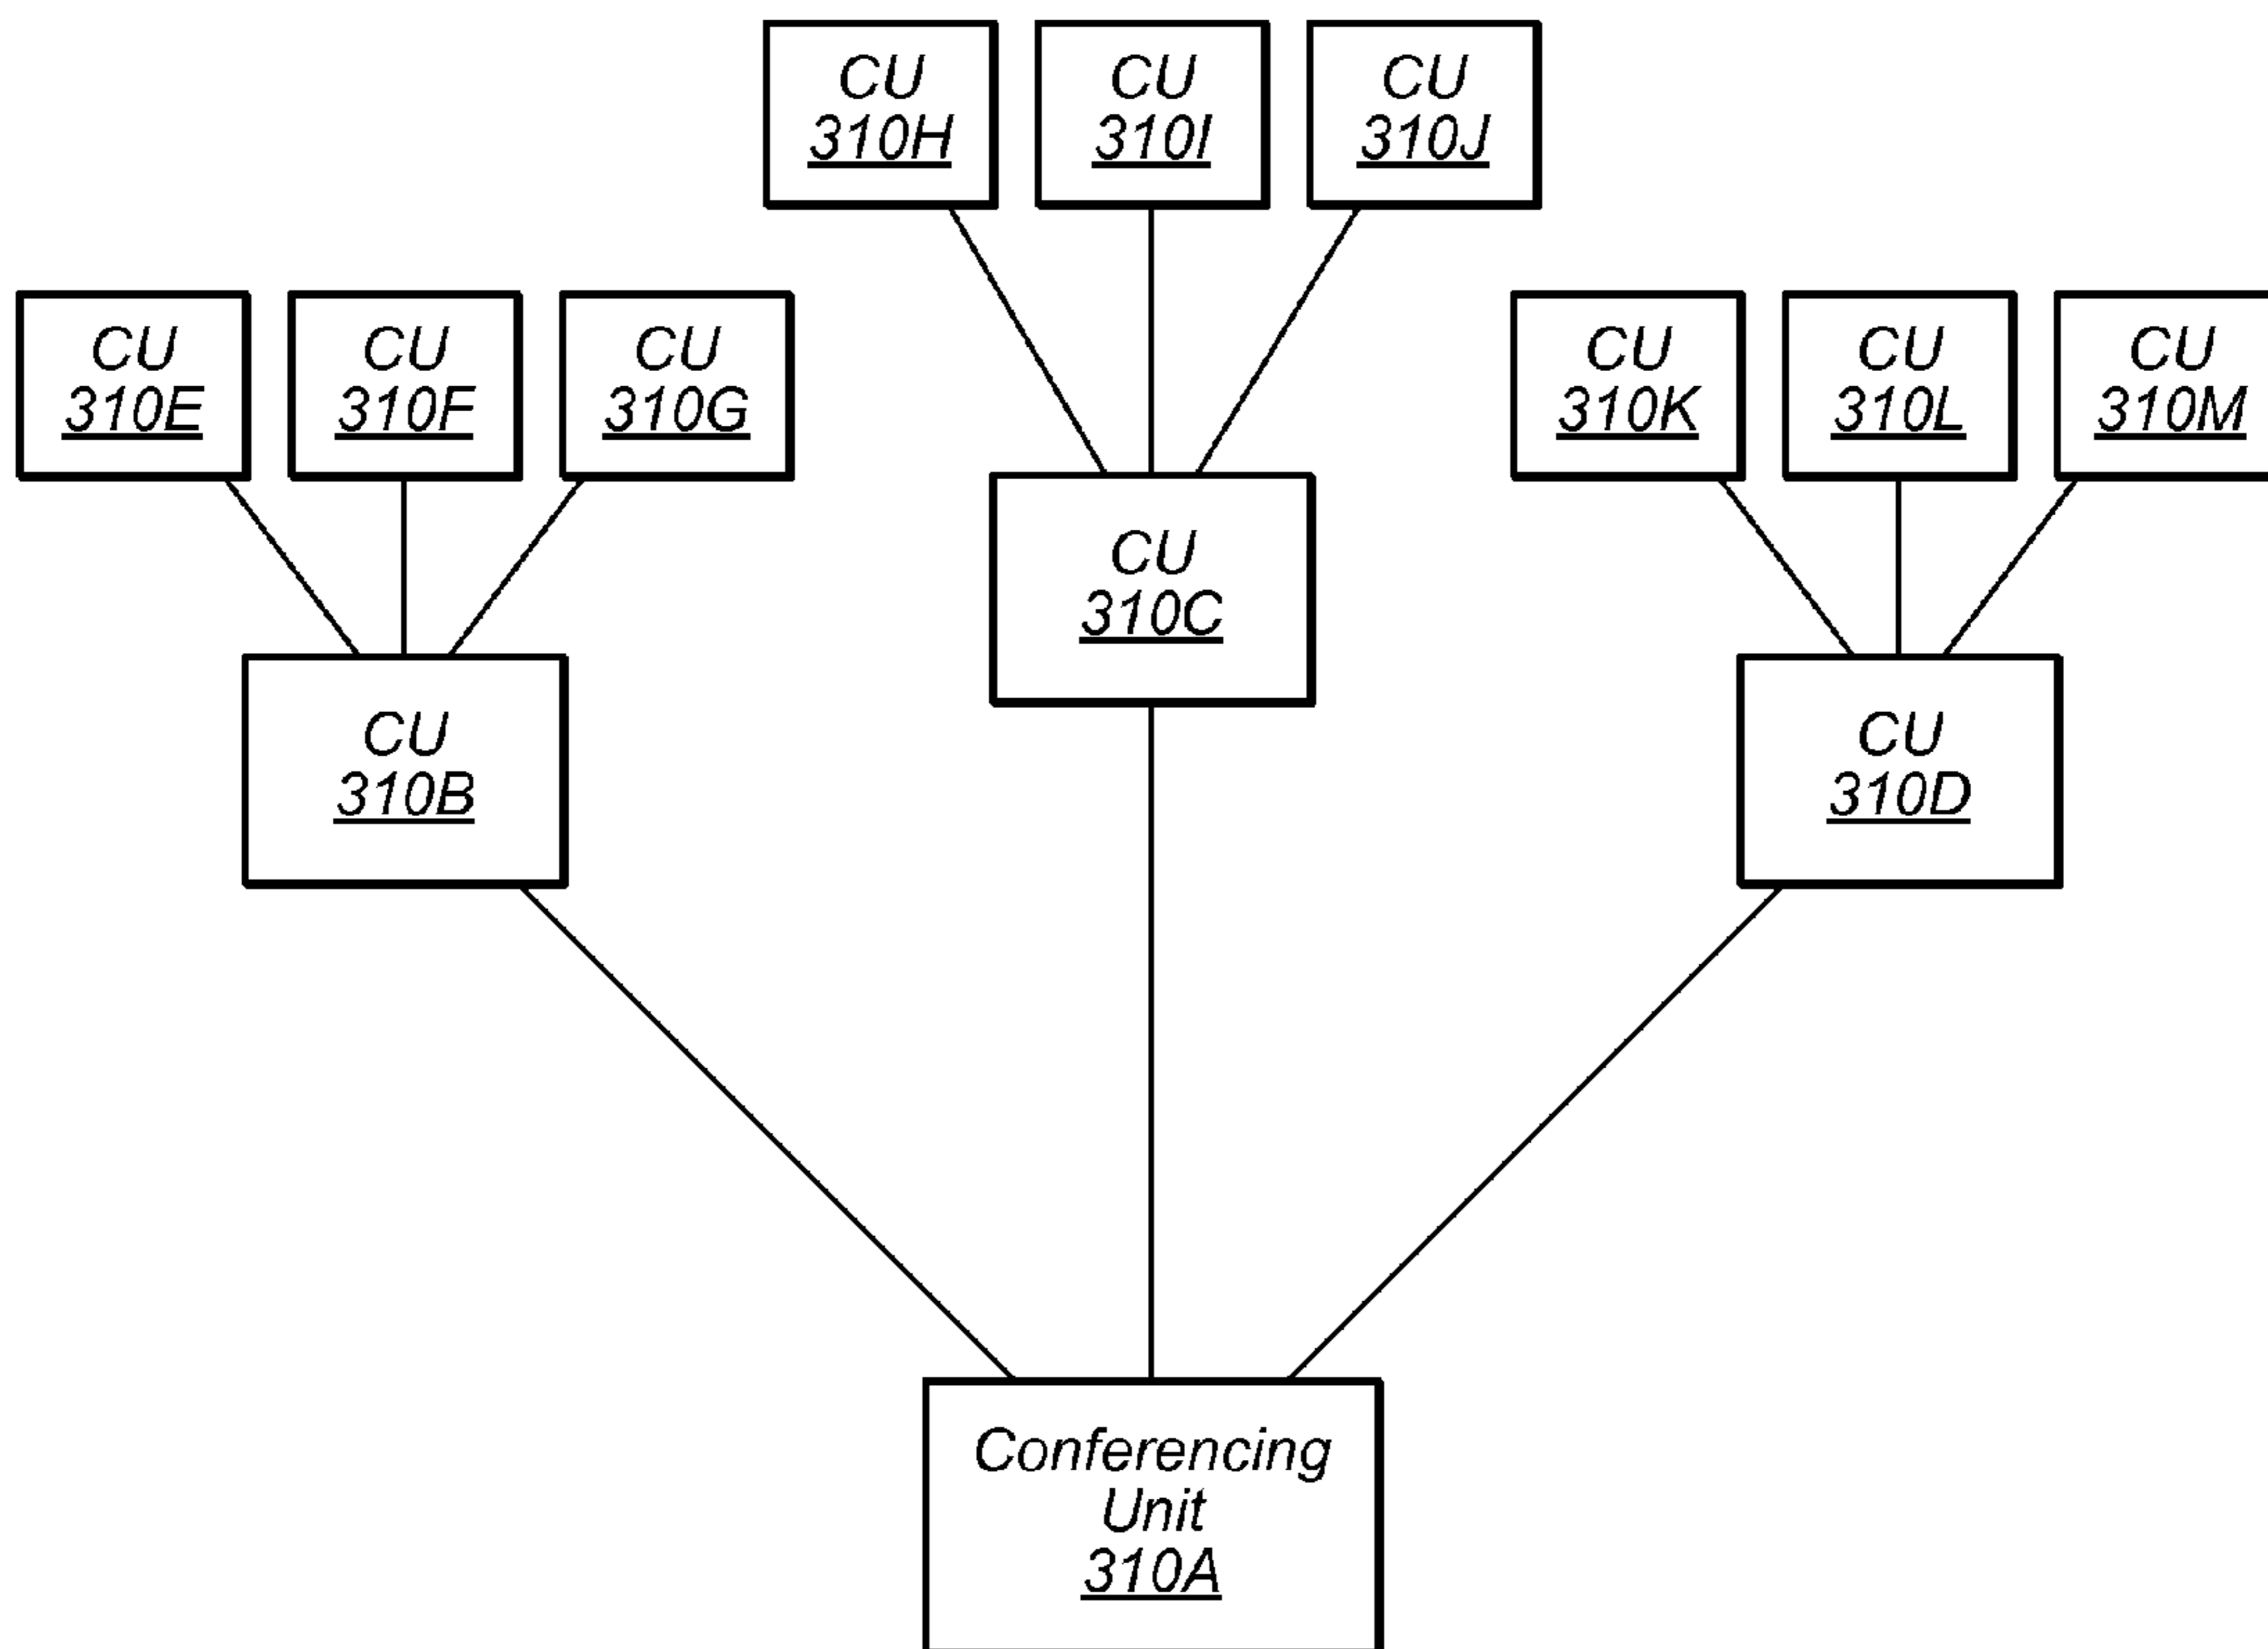 CU
310H
CU
310I
CU
310J
CU
310E
CU
310F
CU
310G
CU
310K
CU
310L
CU
310M
CU
310C
CU
310B
CU
310D
Conferencing
Unit
310A